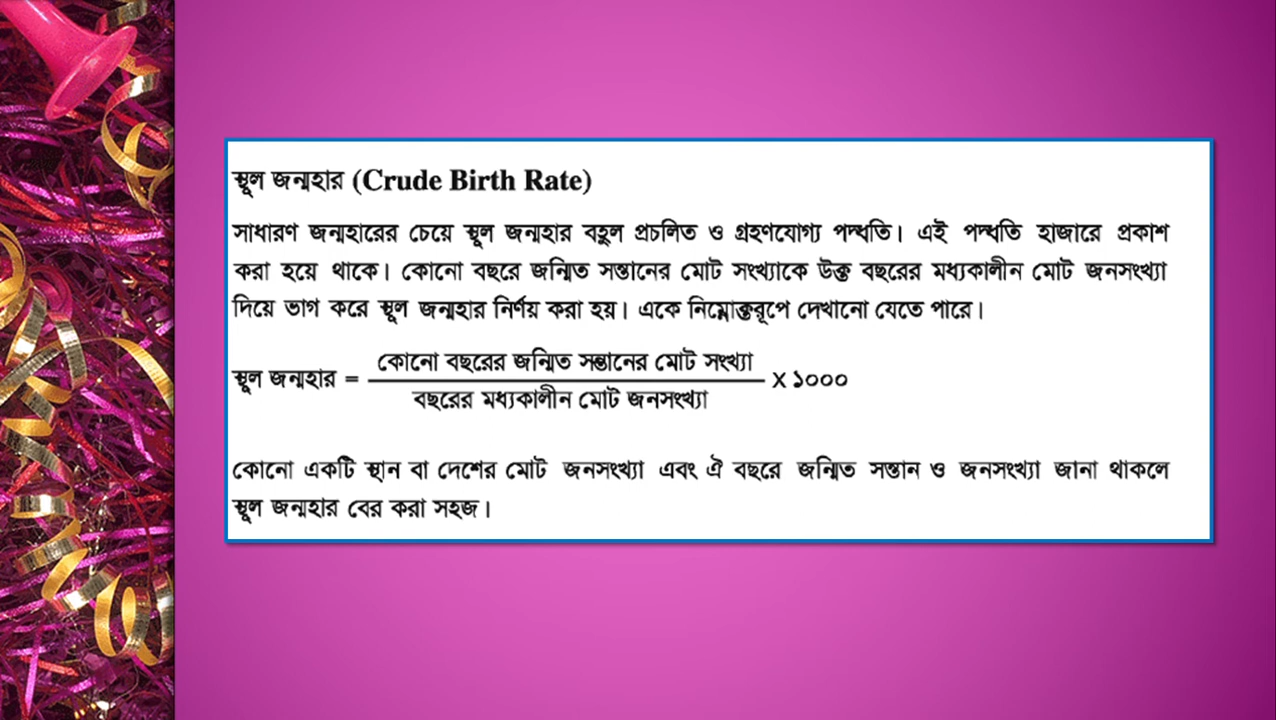 স্থূল জন্মহার (Crude Birth Rate)
সাধারণ জন্মহারের চেয়ে স্থূল জন্মহার বহুল প্রচলিত ও গ্রহণযোগ্য পদ্ধতি। এই পদ্ধতি হাজারে প্রকাশ
করা হয়ে থাকে। কোনো বছরে জন্মিত সন্তানের মোট সংখ্যাকে উক্ত বছরের মধ্যকালীন মোট জনসংখ্যা
দিয়ে ভাগ করে স্থূল জন্মহার নির্ণয় করা হয়। একে নিম্নোক্তরূপে দেখানো যেতে পারে।
স্থূল জন্মহার = কোনো বছরের জন্মিত সন্তানের মোট সংখ্যা
বছরের মধ্যকালীন মোট জনসংখ্যা X ১০০০
কোনো একটি স্থান বা দেশের মোট জনসংখ্যা এবং ঐ বছরে জন্মিত সন্তান ও জনসংখ্যা জানা থাকলে
স্থূল জন্মহার বের করা সহজ।